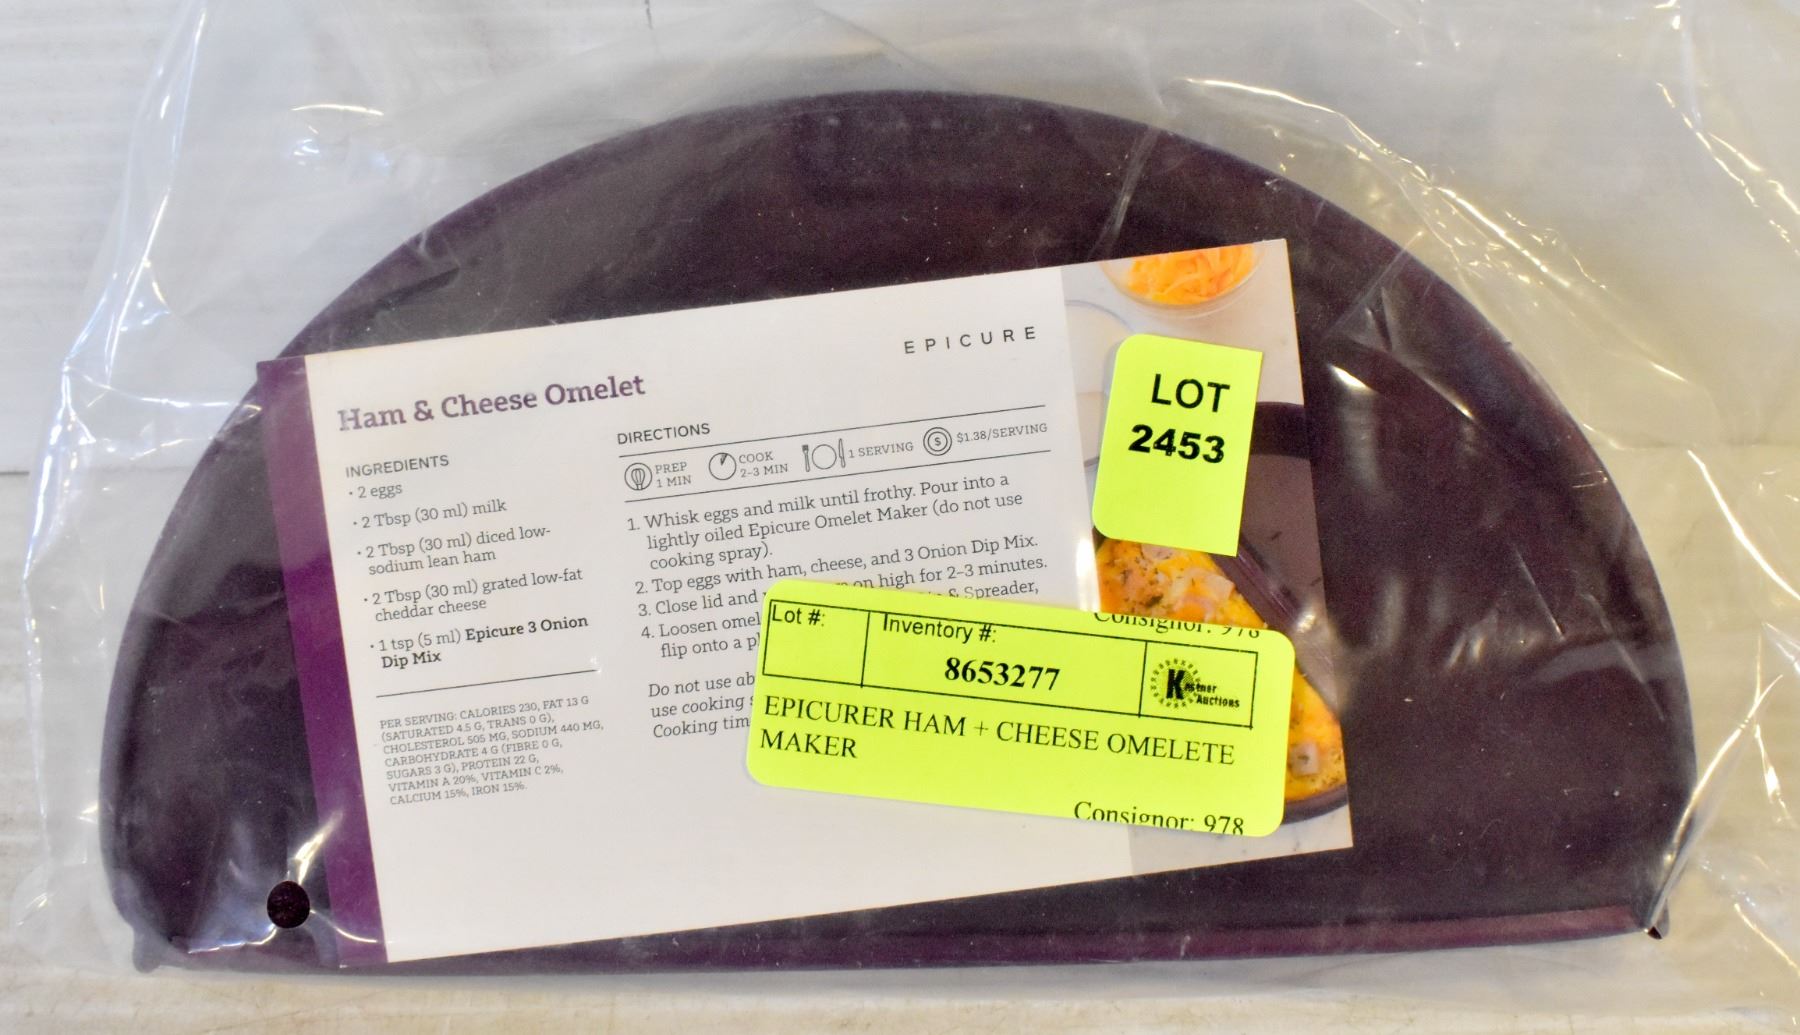 EPICURE
Ham & Cheese Omelet
INGREDIENTS
• 2 eggs
• 2 Tbsp (30 ml) milk
• 2 Tbsp (30 ml) diced low-
sodium lean ham
• 2 Tbsp (30 ml) grated low-fat
cheddar cheese
• 1 tsp (5 ml) Epicure 3 Onion
Dip Mix
PER SERVING: CALORIES 230, FAT 13 G
(SATURATED 4.5 G, TRANS 0 G),
CHOLESTEROL 505 MG, SODIUM 440 MG,
CARBOHYDRATE 4 G (FIBRE 0 G,
SUGARS 3 G), PROTEIN 22 G,
VITAMIN A 20%, VITAMIN C 2%,
CALCIUM 15%, IRON 15%.
DIRECTIONS
PREP
1 MIN
COOK
2-3 MIN
1 SERVING
$
$1.38/SERVING
1. Whisk eggs and milk until frothy. Pour into a
lightly oiled Epicure Omelet Maker (do not use
cooking spray).
2. Top eggs with ham, cheese, and 3 Onion Dip Mix.
3. Close lid and on high for 2–3 minutes.
4. Loosen & Spreader,
flip onto a
Do not use
use cooking
Cooking
LOT
2453
Consignor: 978
Lot #:
Inventory #:
8653277
Kastner
Auctions
EPICURER HAM + CHEESE OMELETE
MAKER
Consignor: 978